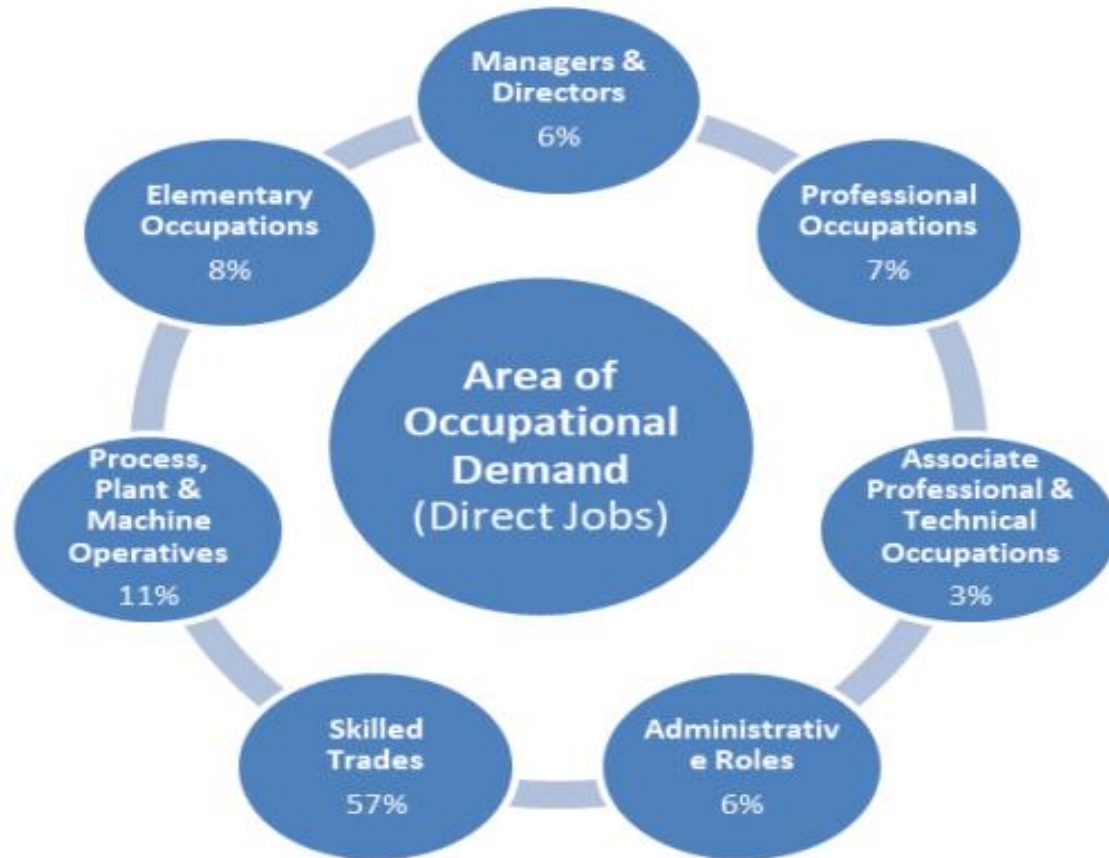 Managers &
Directors
6%
Professional
Occupations
7%
Associate
Professional &
Technical
Occupations
3%
Administrativ
e Roles
6%
Skilled
Trades
57%
Process,
Plant &
Machine
Operatives
11%
Elementary
Occupations
8%
Area of
Occupational
Demand
(Direct Jobs)